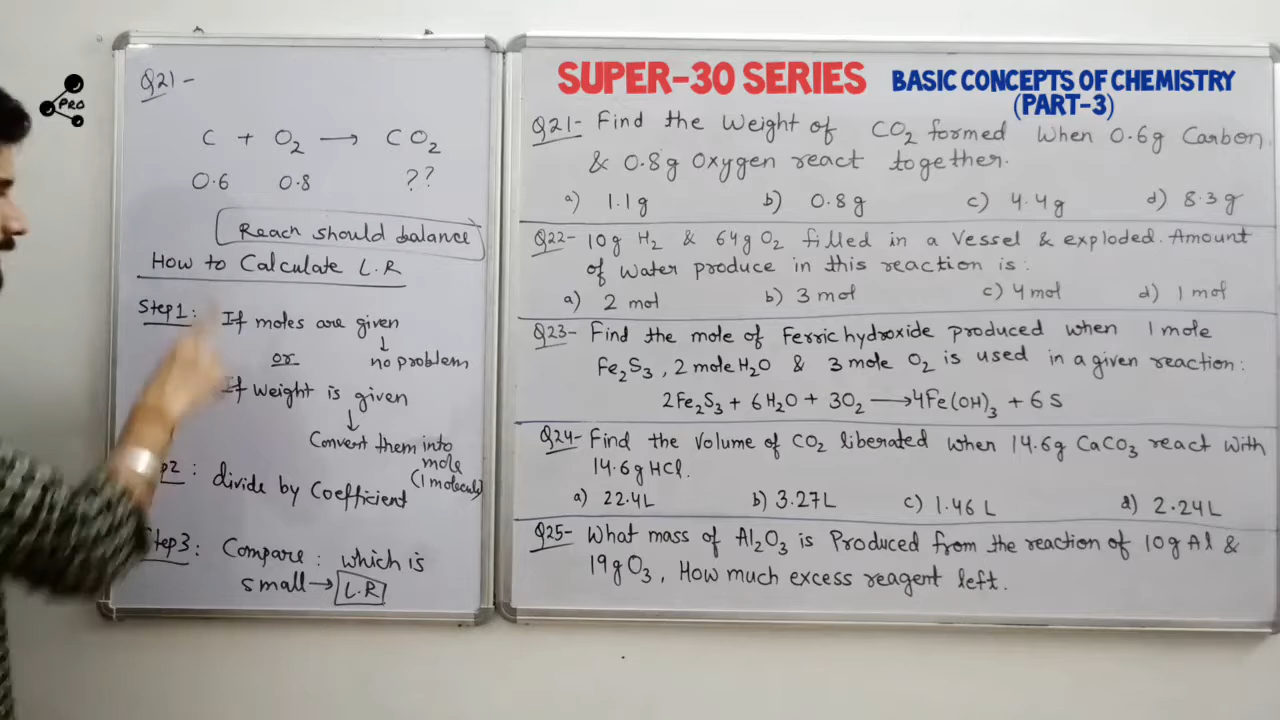 PRO
Q21-
C + O₂ → CO₂
0.6 0.8 ??
Reach should balance
How to Calculate L.R
Step1: If moles are given
↓
or no problem
If weight is given
↓
Convert them into
mole
(1 molecule)
divide by Coefficient
Step3: Compare: which is
small → L.R
SUPER-30 SERIES BASIC CONCEPTS OF CHEMISTRY
(PART-3)
Q21- Find the Weight of CO₂ formed when 0.6g Carbon
& 0.8g Oxygen react together.
a) 1.1g b) 0.8g c) 4.4g d) 8.3g
Q22- 10g H₂ & 64g O₂ filled in a Vessel & exploded. Amount
of water produce in this reaction is:
a) 2 mol b) 3 mol c) 4 mol d) 1 mol
Q23- Find the mole of Ferric hydroxide produced when 1 mole
Fe₂S₃, 2 mole H₂O & 3 mole O₂ is used in a given reaction:
2Fe₂S₃ + 6H₂O + 3O₂ → 4Fe(OH)₃ + 6S
Q24- Find the Volume of CO₂ liberated when 14.6g CaCO₃ react with
14.6g HCl.
a) 22.4L b) 3.27L c) 1.46 L d) 2.24L
Q25- What mass of Al₂O₃ is Produced from the reaction of 10g Al &
19g O₃, How much excess reagent left.